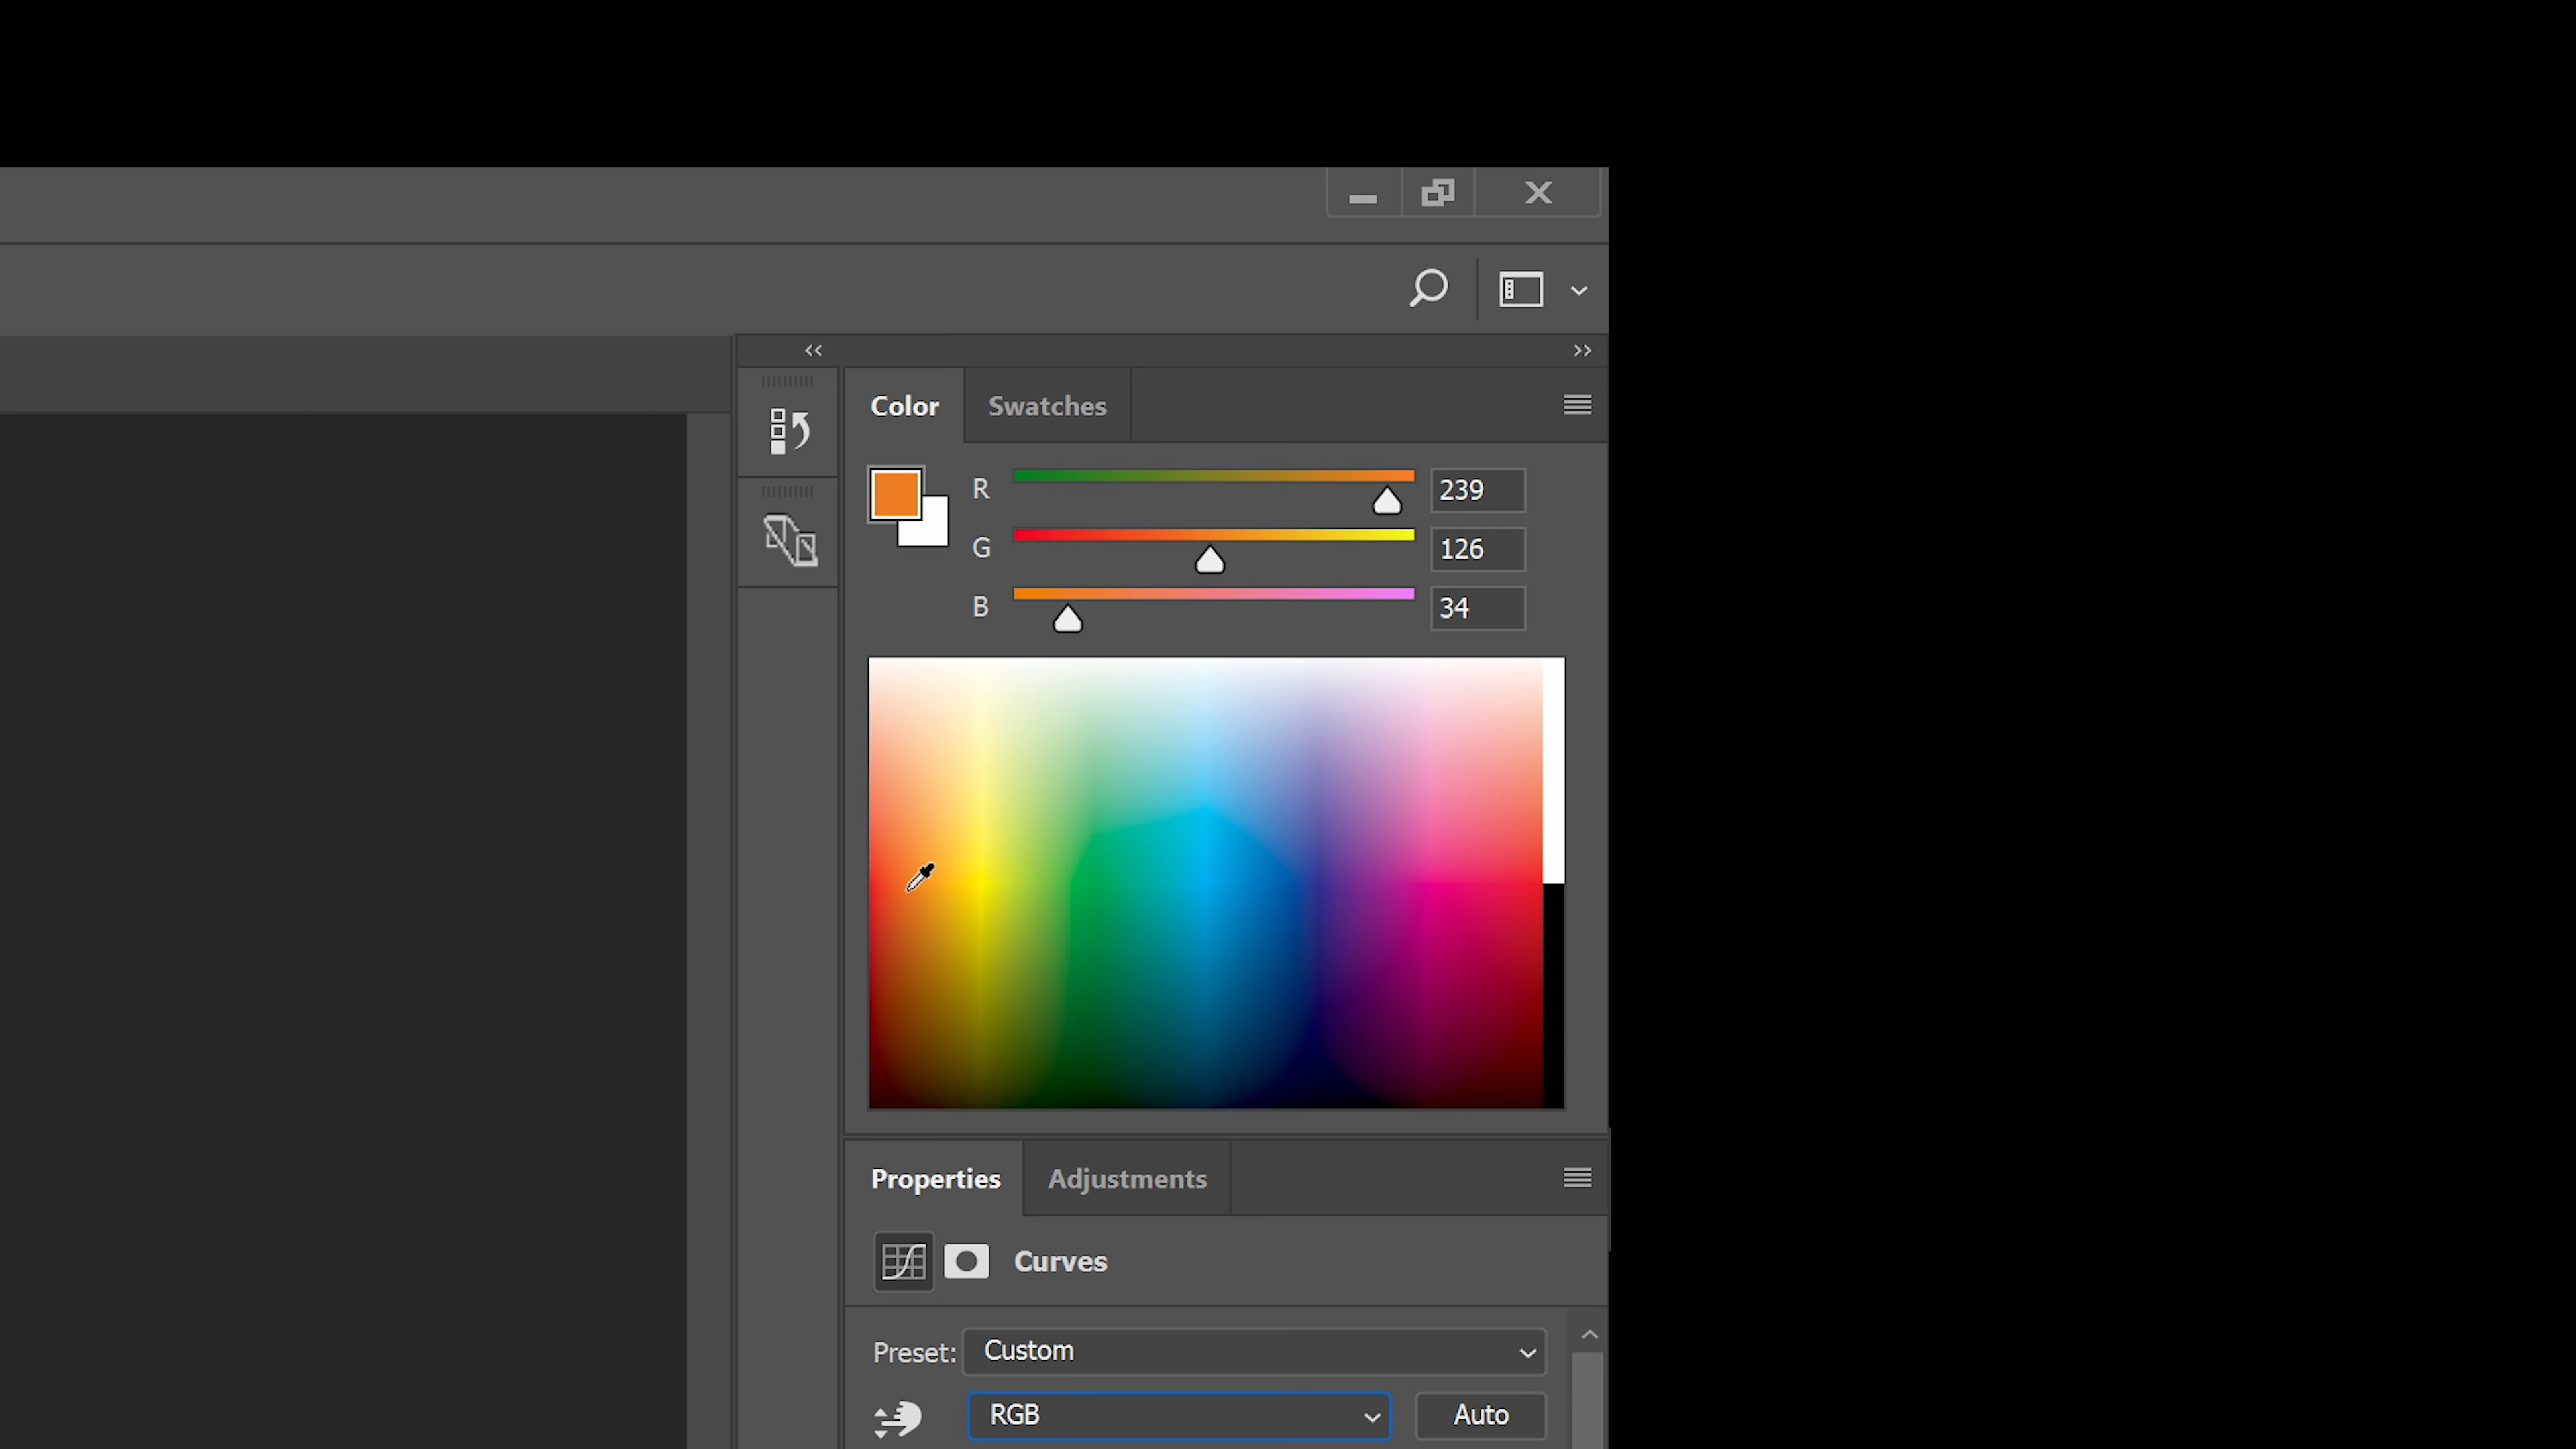 Color Swatches
R 239
G 126
B 34
Properties Adjustments
Curves
Preset: Custom
RGB Auto